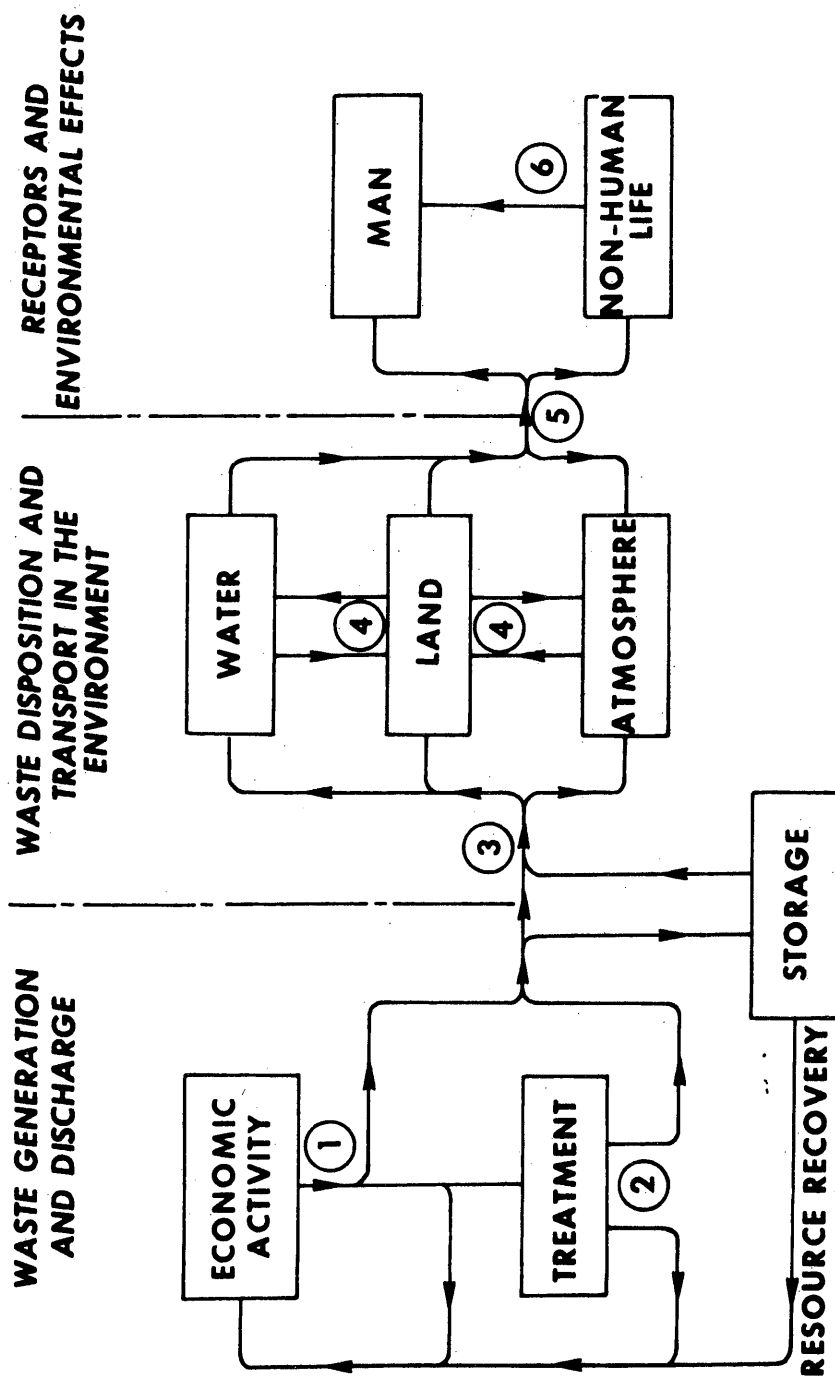 WASTE GENERATION
AND DISCHARGE
WASTE DISPOSITION AND
TRANSPORT IN THE
ENVIRONMENT
RECEPTORS AND
ENVIRONMENTAL EFFECTS
ECONOMIC
ACTIVITY
1
TREATMENT
2
RESOURCE RECOVERY
STORAGE
3
WATER
4
LAND
4
ATMOSPHERE
5
MAN
6
NON-HUMAN
LIFE